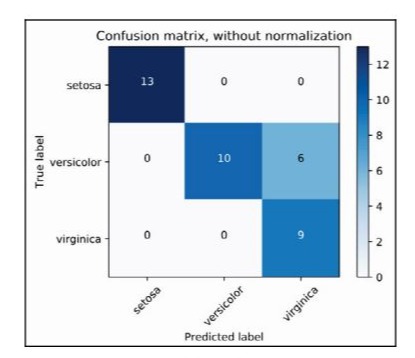 Confusion matrix, without normalization
setosa 13 0 0
versicolor 0 10 6
virginica 0 0 9
setosa versicolor virginica
True label
Predicted label
12
10
8
6
4
2
0